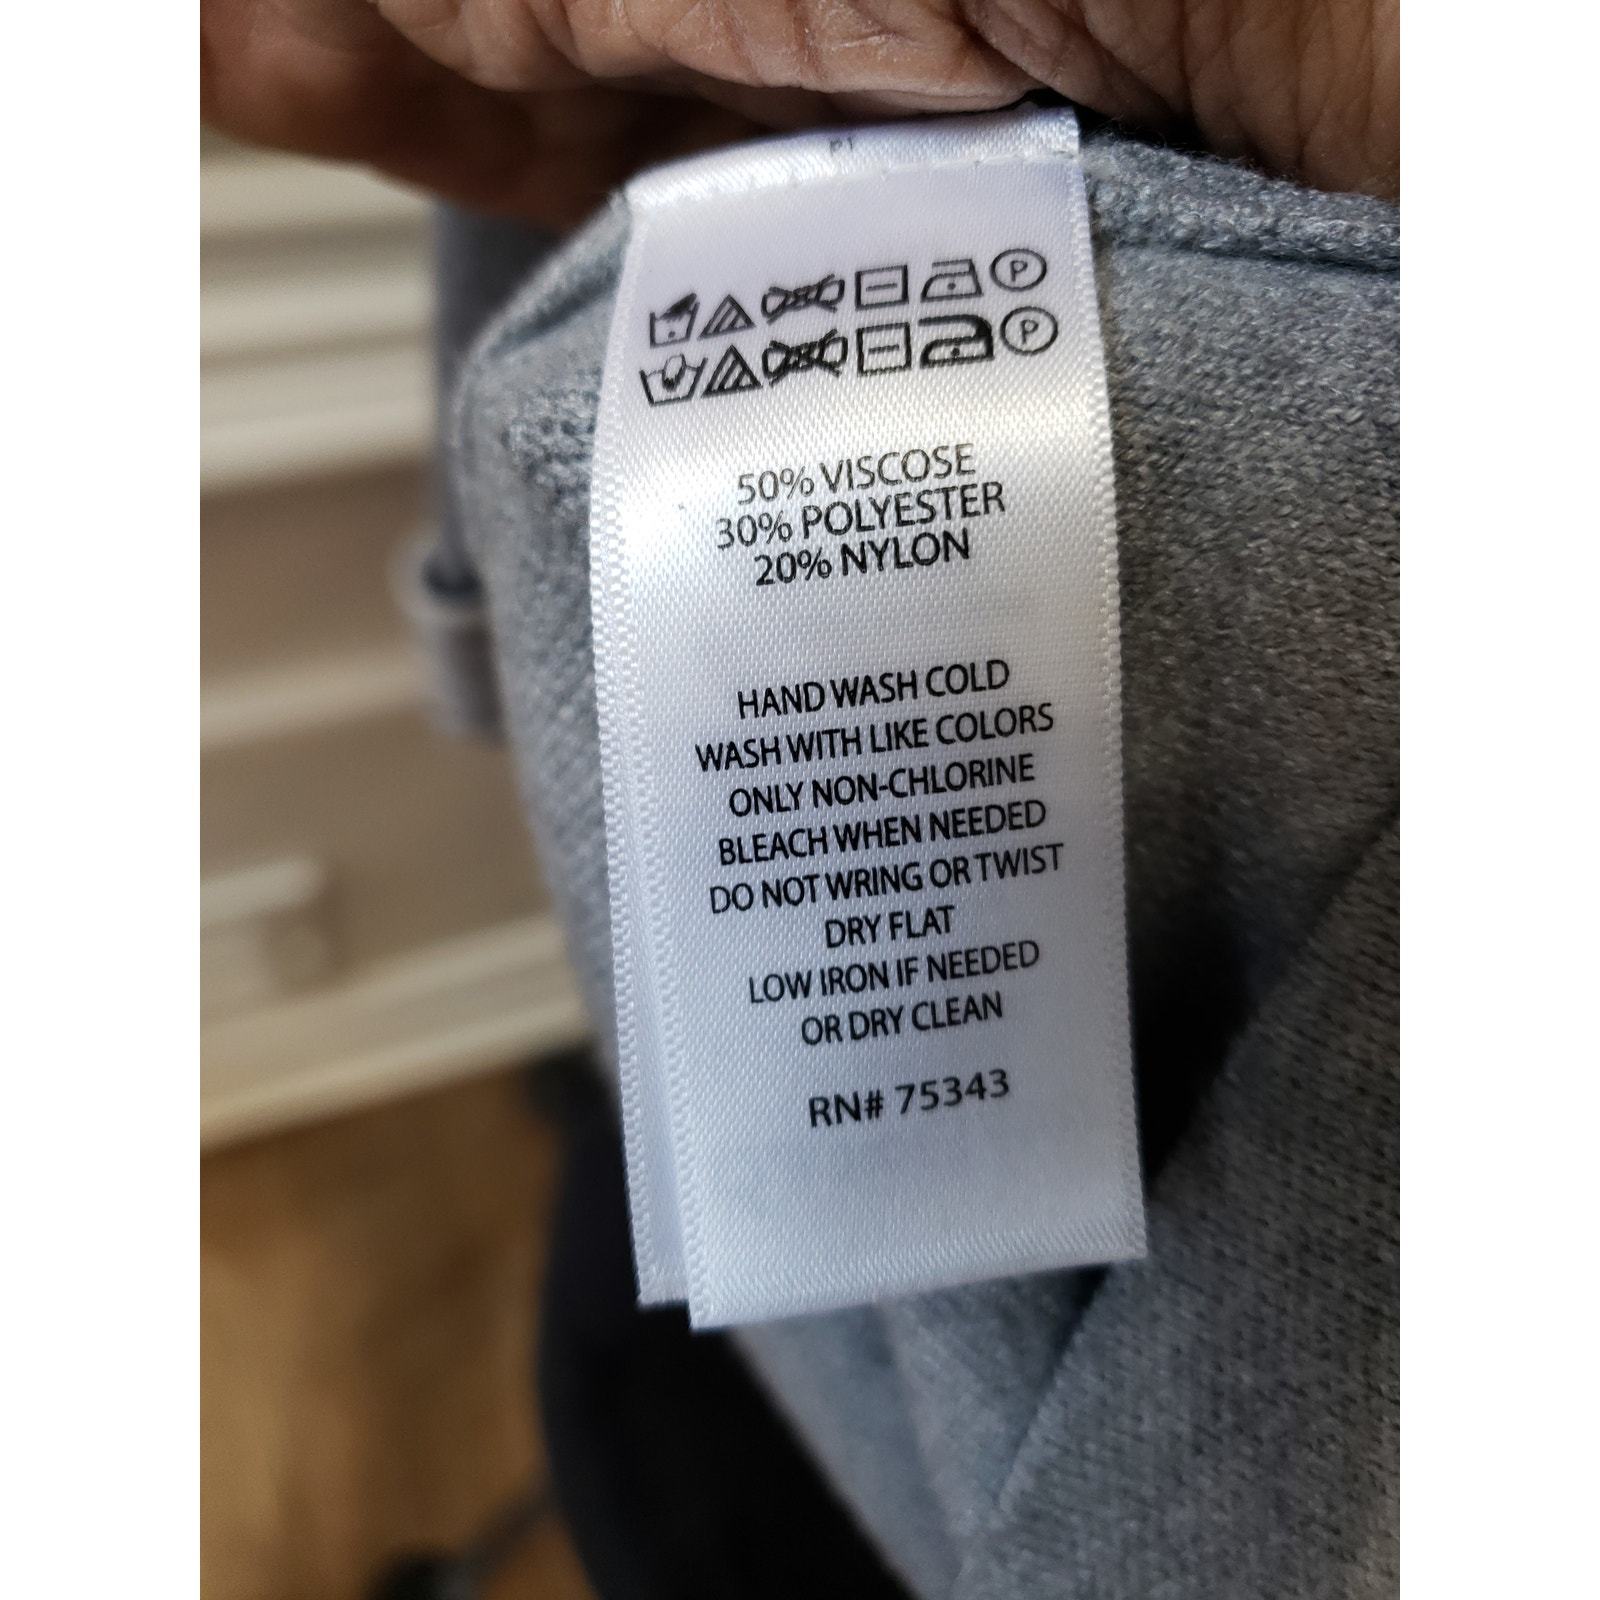 P
P
50% VISCOSE
30% POLYESTER
20% NYLON
HAND WASH COLD
WASH WITH LIKE COLORS
ONLY NON-CHLORINE
BLEACH WHEN NEEDED
DO NOT WRING OR TWIST
DRY FLAT
LOW IRON IF NEEDED
OR DRY CLEAN
RN# 75343